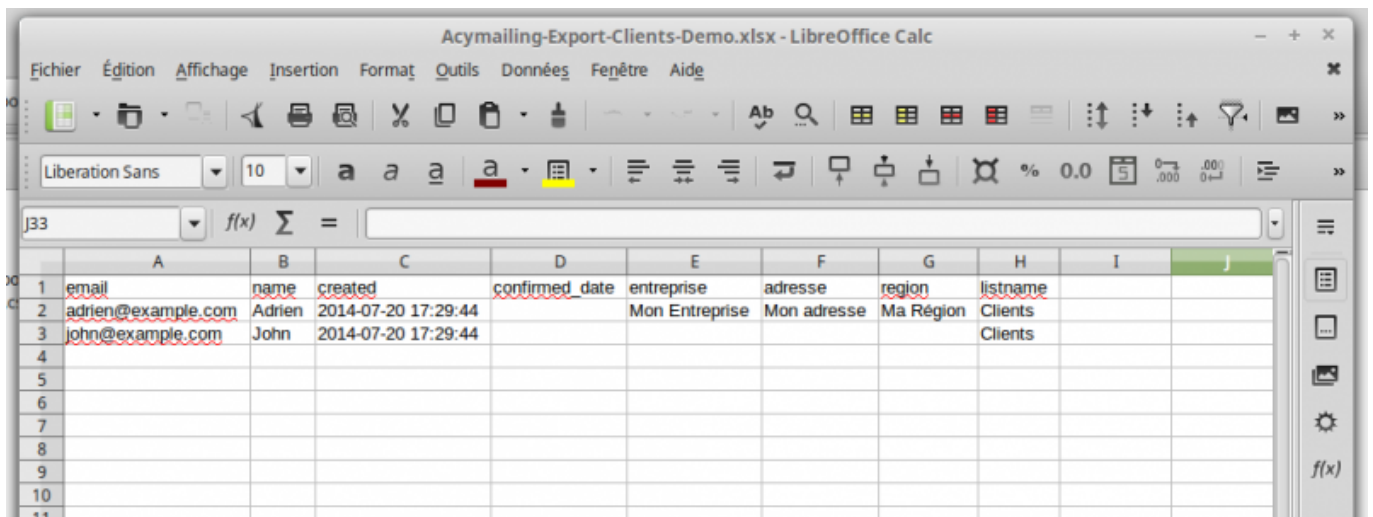 Acymailing-Export-Clients-Demo.xlsx - LibreOffice Calc
Fichier Édition Affichage Insertion Format Outils Données Fenêtre Aide
Liberation Sans 10 a a a a % 0.0
J33 f(x) Σ =
A B C D E F G H I J
1 email name created confirmed_date entreprise adresse region listname
2 adrien@example.com Adrien 2014-07-20 17:29:44 Mon Entreprise Mon adresse Ma Région Clients
3 john@example.com John 2014-07-20 17:29:44 Clients
4
5
6
7
8
9
10
11
f(x)